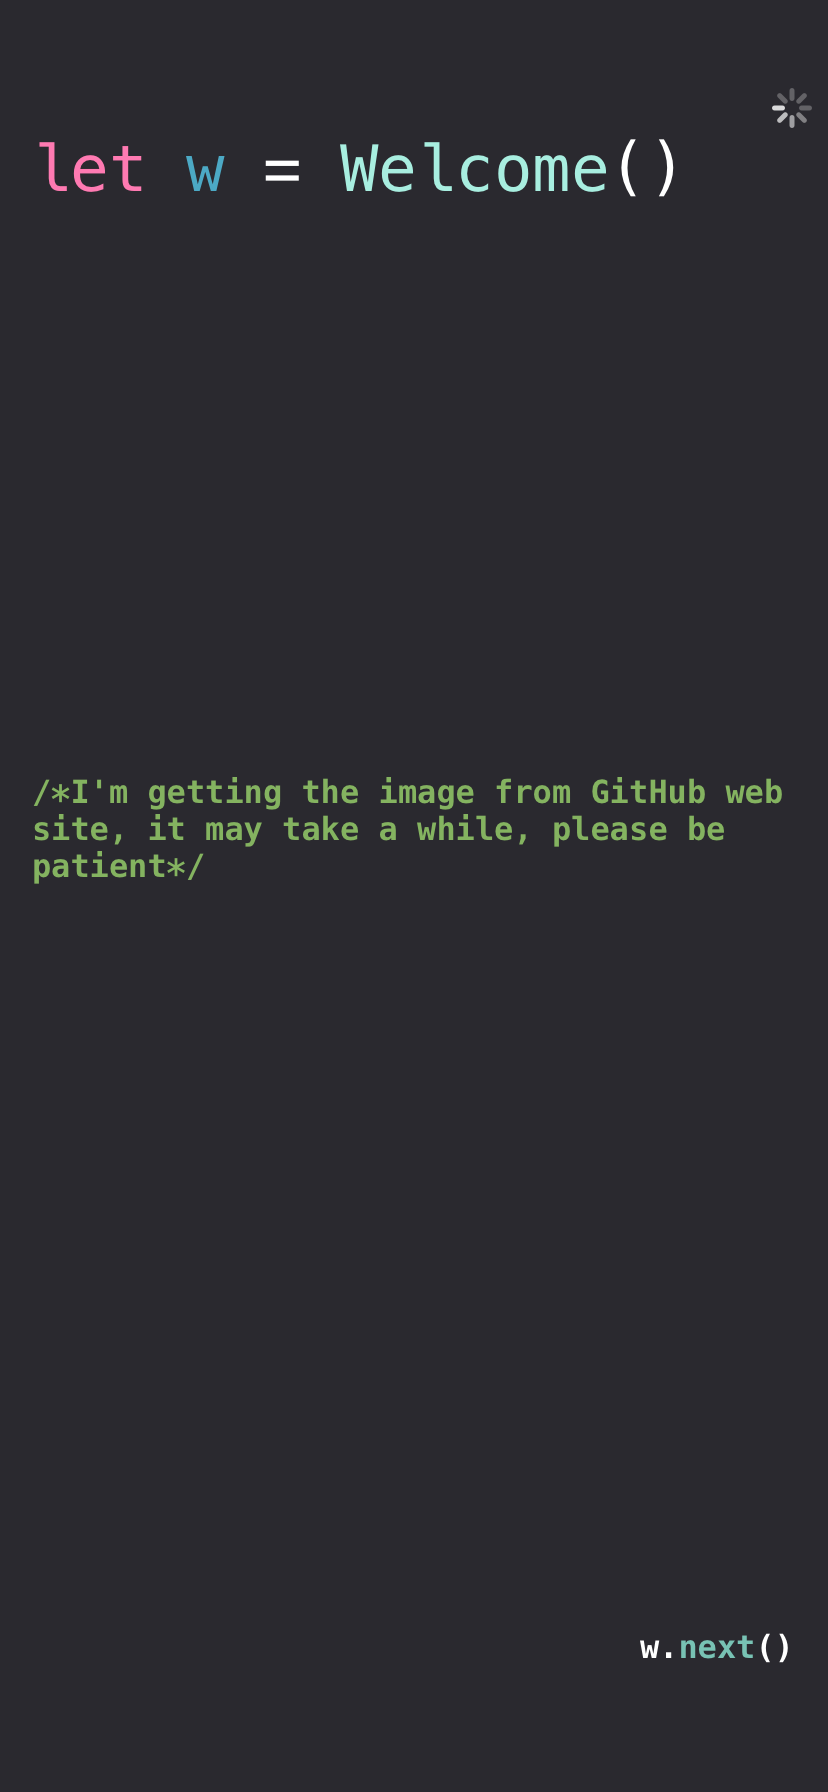 let w = Welcome()
/*I'm getting the image from GitHub web
site, it may take a while, please be
patient*/
w.next()